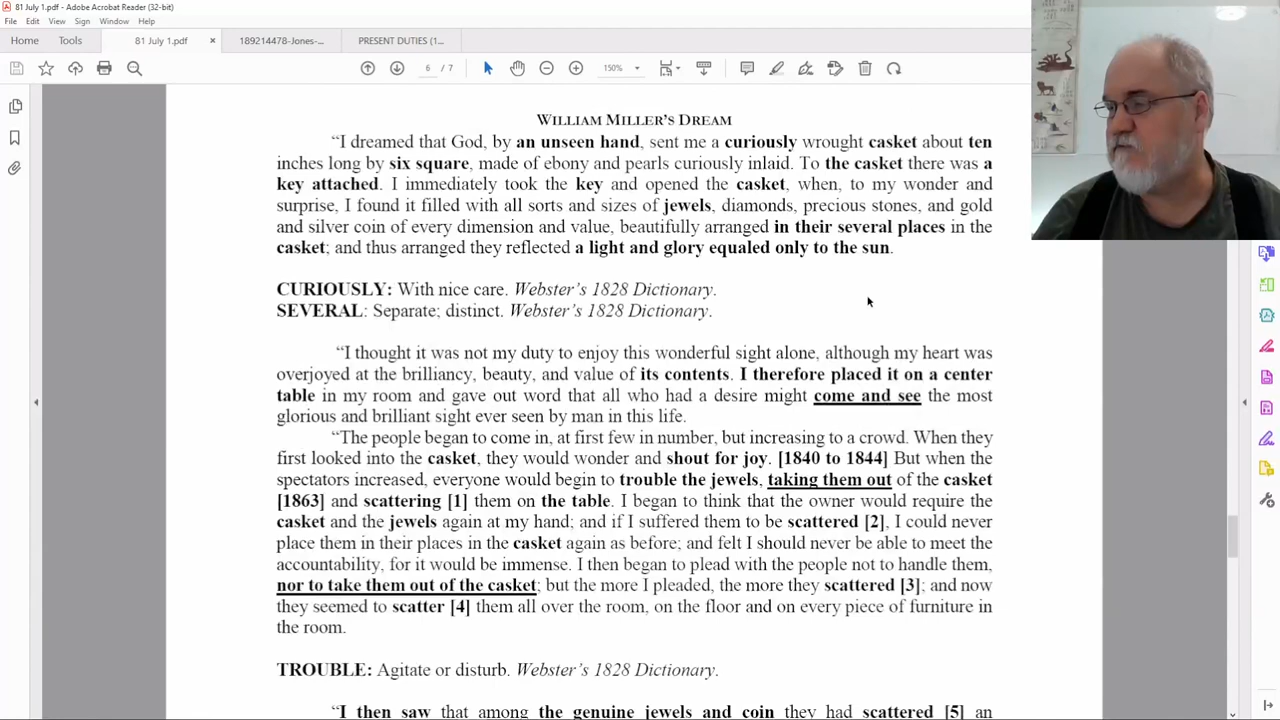 81 July 1.pdf - Adobe Acrobat Reader (32-bit)
File Edit View Sign Window Help
Home Tools 81 July 1.pdf × 189214478-Jones-... PRESENT DUTIES (1...
6 / 7 150%
WILLIAM MILLER'S DREAM
“I dreamed that God, by an unseen hand, sent me a curiously wrought casket about ten
inches long by six square, made of ebony and pearls curiously inlaid. To the casket there was a
key attached. I immediately took the key and opened the casket, when, to my wonder and
surprise, I found it filled with all sorts and sizes of jewels, diamonds, precious stones, and gold
and silver coin of every dimension and value, beautifully arranged in their several places in the
casket; and thus arranged they reflected a light and glory equaled only to the sun.
CURIOUSLY: With nice care. Webster’s 1828 Dictionary.
SEVERAL: Separate; distinct. Webster’s 1828 Dictionary.
“I thought it was not my duty to enjoy this wonderful sight alone, although my heart was
overjoyed at the brilliancy, beauty, and value of its contents. I therefore placed it on a center
table in my room and gave out word that all who had a desire might come and see the most
glorious and brilliant sight ever seen by man in this life.
“The people began to come in, at first few in number, but increasing to a crowd. When they
first looked into the casket, they would wonder and shout for joy. [1840 to 1844] But when the
spectators increased, everyone would begin to trouble the jewels, taking them out of the casket
[1863] and scattering [1] them on the table. I began to think that the owner would require the
casket and the jewels again at my hand; and if I suffered them to be scattered [2], I could never
place them in their places in the casket again as before; and felt I should never be able to meet the
accountability, for it would be immense. I then began to plead with the people not to handle them,
nor to take them out of the casket; but the more I pleaded, the more they scattered [3]; and now
they seemed to scatter [4] them all over the room, on the floor and on every piece of furniture in
the room.
TROUBLE: Agitate or disturb. Webster’s 1828 Dictionary.
“I then saw that among the genuine jewels and coin they had scattered [5] an